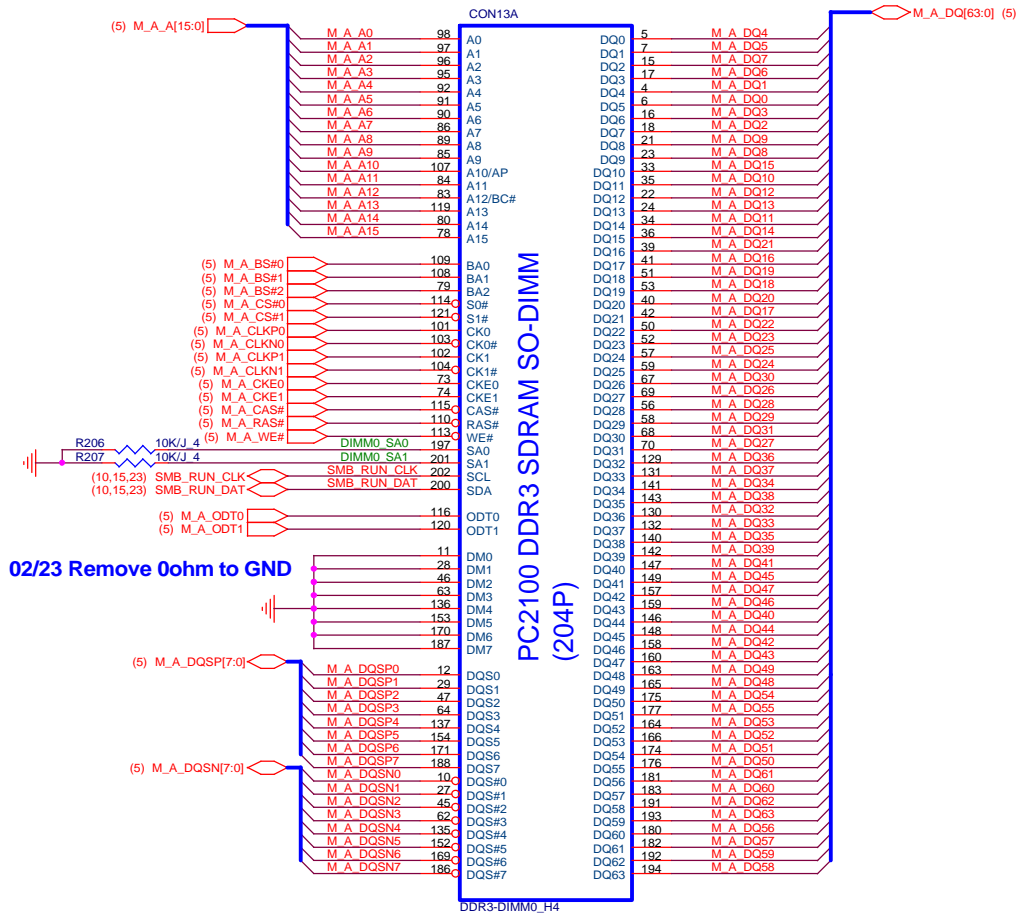 CON13A
(5) M_A_A[15:0]
M_A_A0 98 A0
M_A_A1 97 A1
M_A_A2 96 A2
M_A_A3 95 A3
M_A_A4 92 A4
M_A_A5 91 A5
M_A_A6 90 A6
M_A_A7 86 A7
M_A_A8 89 A8
M_A_A9 85 A9
M_A_A10 107 A10/AP
M_A_A11 84 A11
M_A_A12 83 A12/BC#
M_A_A13 119 A13
M_A_A14 80 A14
M_A_A15 78 A15
(5) M_A_BS#0 109 BA0
(5) M_A_BS#1 108 BA1
(5) M_A_BS#2 79 BA2
(5) M_A_CS#0 114 S0#
(5) M_A_CS#1 121 S1#
(5) M_A_CLKP0 101 CK0
(5) M_A_CLKN0 103 CK0#
(5) M_A_CLKP1 102 CK1
(5) M_A_CLKN1 104 CK1#
(5) M_A_CKE0 73 CKE0
(5) M_A_CKE1 74 CKE1
(5) M_A_CAS# 115 CAS#
(5) M_A_RAS# 110 RAS#
(5) M_A_WE# 113 WE#
R206 10K/J_4 DIMM0_SA0 197 SA0
R207 10K/J_4 DIMM0_SA1 201 SA1
(10,15,23) SMB_RUN_CLK SMB_RUN_CLK 202 SCL
(10,15,23) SMB_RUN_DAT SMB_RUN_DAT 200 SDA
(5) M_A_ODT0 116 ODT0
(5) M_A_ODT1 120 ODT1
02/23 Remove 0ohm to GND
11 DM0
28 DM1
46 DM2
63 DM3
136 DM4
153 DM5
170 DM6
187 DM7
(5) M_A_DQSP[7:0]
M_A_DQSP0 12 DQS0
M_A_DQSP1 29 DQS1
M_A_DQSP2 47 DQS2
M_A_DQSP3 64 DQS3
M_A_DQSP4 137 DQS4
M_A_DQSP5 154 DQS5
M_A_DQSP6 171 DQS6
M_A_DQSP7 188 DQS7
(5) M_A_DQSN[7:0]
M_A_DQSN0 10 DQS#0
M_A_DQSN1 27 DQS#1
M_A_DQSN2 45 DQS#2
M_A_DQSN3 62 DQS#3
M_A_DQSN4 135 DQS#4
M_A_DQSN5 152 DQS#5
M_A_DQSN6 169 DQS#6
M_A_DQSN7 186 DQS#7
PC2100 DDR3 SDRAM SO-DIMM
(204P)
M_A_DQ[63:0] (5)
DQ0 5 M_A_DQ4
DQ1 7 M_A_DQ5
DQ2 15 M_A_DQ7
DQ3 17 M_A_DQ6
DQ4 4 M_A_DQ1
DQ5 6 M_A_DQ0
DQ6 16 M_A_DQ3
DQ7 18 M_A_DQ2
DQ8 21 M_A_DQ9
DQ9 23 M_A_DQ8
DQ10 33 M_A_DQ15
DQ11 35 M_A_DQ10
DQ12 22 M_A_DQ12
DQ13 24 M_A_DQ13
DQ14 34 M_A_DQ11
DQ15 36 M_A_DQ14
DQ16 39 M_A_DQ21
DQ17 41 M_A_DQ16
DQ18 51 M_A_DQ19
DQ19 53 M_A_DQ18
DQ20 40 M_A_DQ20
DQ21 42 M_A_DQ17
DQ22 50 M_A_DQ22
DQ23 52 M_A_DQ23
DQ24 57 M_A_DQ25
DQ25 59 M_A_DQ24
DQ26 67 M_A_DQ30
DQ27 69 M_A_DQ26
DQ28 56 M_A_DQ28
DQ29 58 M_A_DQ29
DQ30 68 M_A_DQ31
DQ31 70 M_A_DQ27
DQ32 129 M_A_DQ36
DQ33 131 M_A_DQ37
DQ34 141 M_A_DQ34
DQ35 143 M_A_DQ38
DQ36 130 M_A_DQ32
DQ37 132 M_A_DQ33
DQ38 140 M_A_DQ35
DQ39 142 M_A_DQ39
DQ40 147 M_A_DQ41
DQ41 149 M_A_DQ45
DQ42 157 M_A_DQ47
DQ43 159 M_A_DQ46
DQ44 146 M_A_DQ40
DQ45 148 M_A_DQ44
DQ46 158 M_A_DQ42
DQ47 160 M_A_DQ43
DQ48 163 M_A_DQ49
DQ49 165 M_A_DQ48
DQ50 175 M_A_DQ54
DQ51 177 M_A_DQ55
DQ52 164 M_A_DQ53
DQ53 166 M_A_DQ52
DQ54 174 M_A_DQ51
DQ55 176 M_A_DQ50
DQ56 181 M_A_DQ61
DQ57 183 M_A_DQ60
DQ58 191 M_A_DQ62
DQ59 193 M_A_DQ63
DQ60 180 M_A_DQ56
DQ61 182 M_A_DQ57
DQ62 192 M_A_DQ59
DQ63 194 M_A_DQ58
DDR3-DIMM0_H4